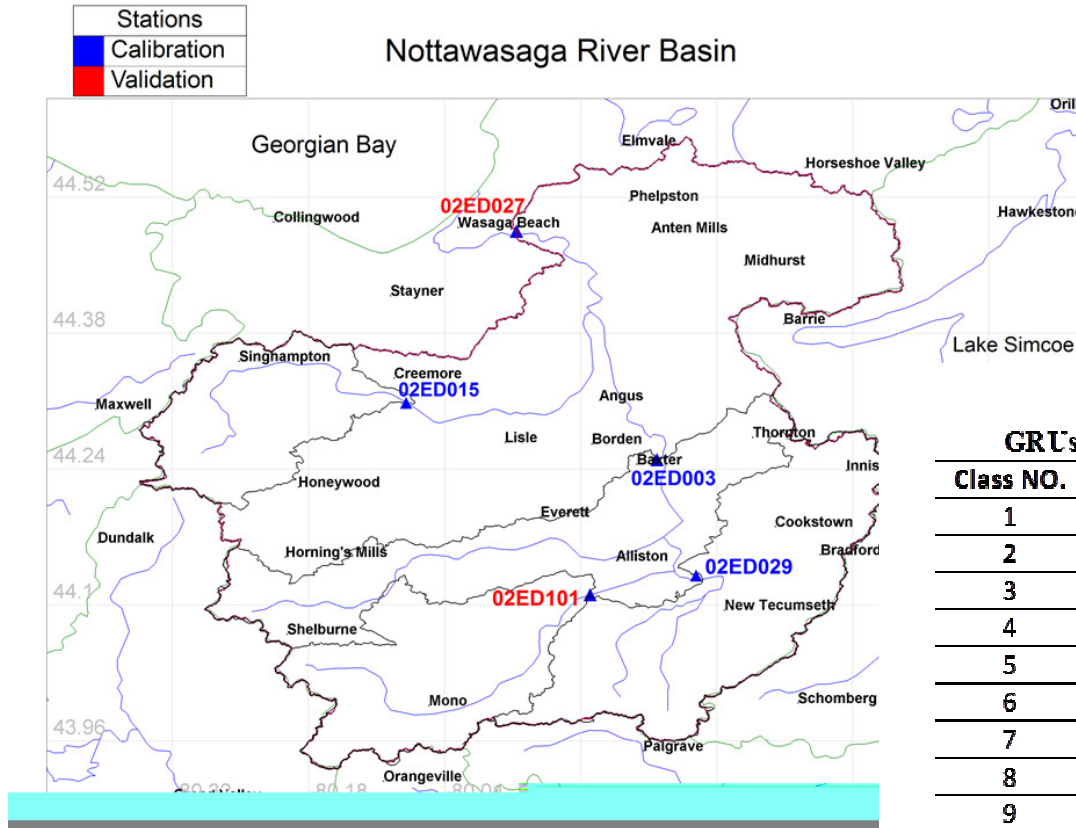 Stations
Calibration
Validation
Nottawasaga River Basin
Georgian Bay
Elmvale
Horseshoe Valley
44.52
Phelpston
02ED027
Collingwood
Wasaga Beach
Anten Mills
Midhurst
Stayner
44.38
Barrie
Lake Simcoe
Singhampton
Creemore
02ED015
Maxwell
Angus
Lisle
Borden
Thornton
44.24
Baxter
Innis
02ED003
Honeywood
Everett
Cookstown
Dundalk
Horning's Mills
Alliston
Bradford
02ED029
44.1
02ED101
New Tecumseth
Shelburne
Mono
Schomberg
43.96
Palgrave
Orangeville
80.18
GRUs
Class NO.
1
2
3
4
5
6
7
8
9